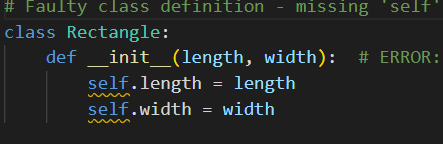 # Faulty class definition - missing 'self'
class Rectangle:
    def __init__(length, width):  # ERROR:
        self.length = length
        self.width = width